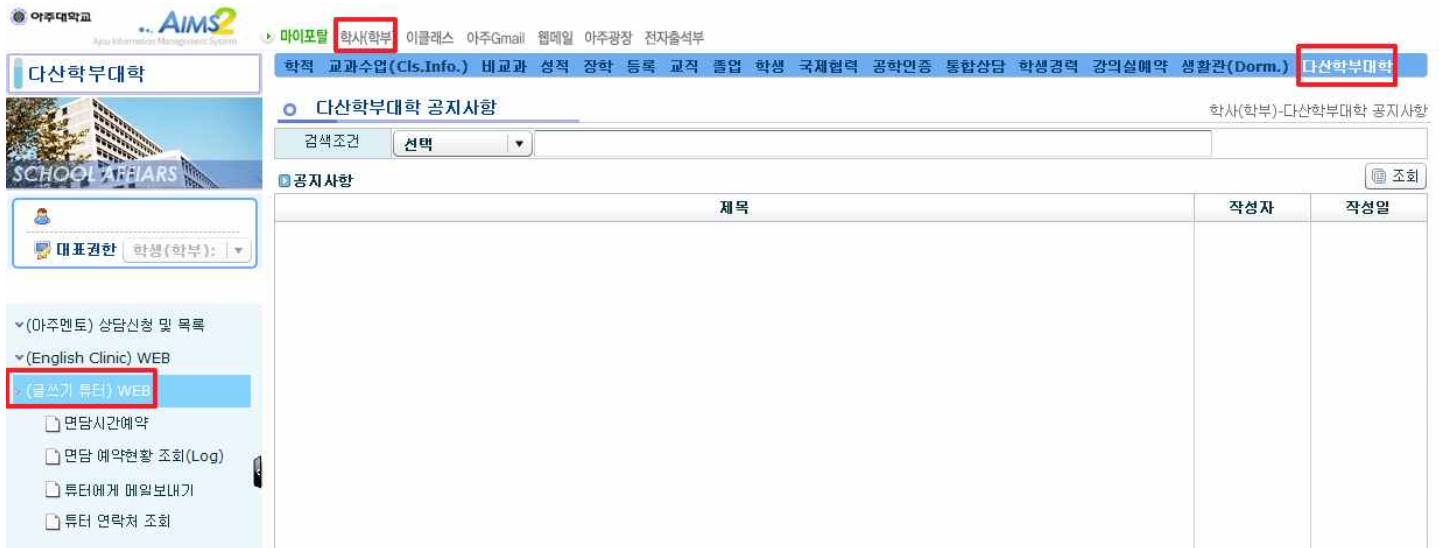 아주대학교
AIMS2
Ajou Information Management System
마이포탈 학사(학부) 이클래스 아주Gmail 웹메일 아주광장 전자출석부
다산학부대학
학적 교과수업(Cls.Info.) 비교과 성적 장학 등록 교직 졸업 학생 국제협력 공학인증 통합상담 학생경력 강의실예약 생활관(Dorm.) 다산학부대학
다산학부대학 공지사항
학사(학부)-다산학부대학 공지사항
검색조건 선택
SCHOOL AFFIARS
공지사항
조회
제목 작성자 작성일
대표권한 학생(학부):
(아주멘토) 상담신청 및 목록
(English Clinic) WEB
(글쓰기 튜터) WEB
면담시간예약
면담 예약현황 조회(Log)
튜터에게 메일보내기
튜터 연락처 조회